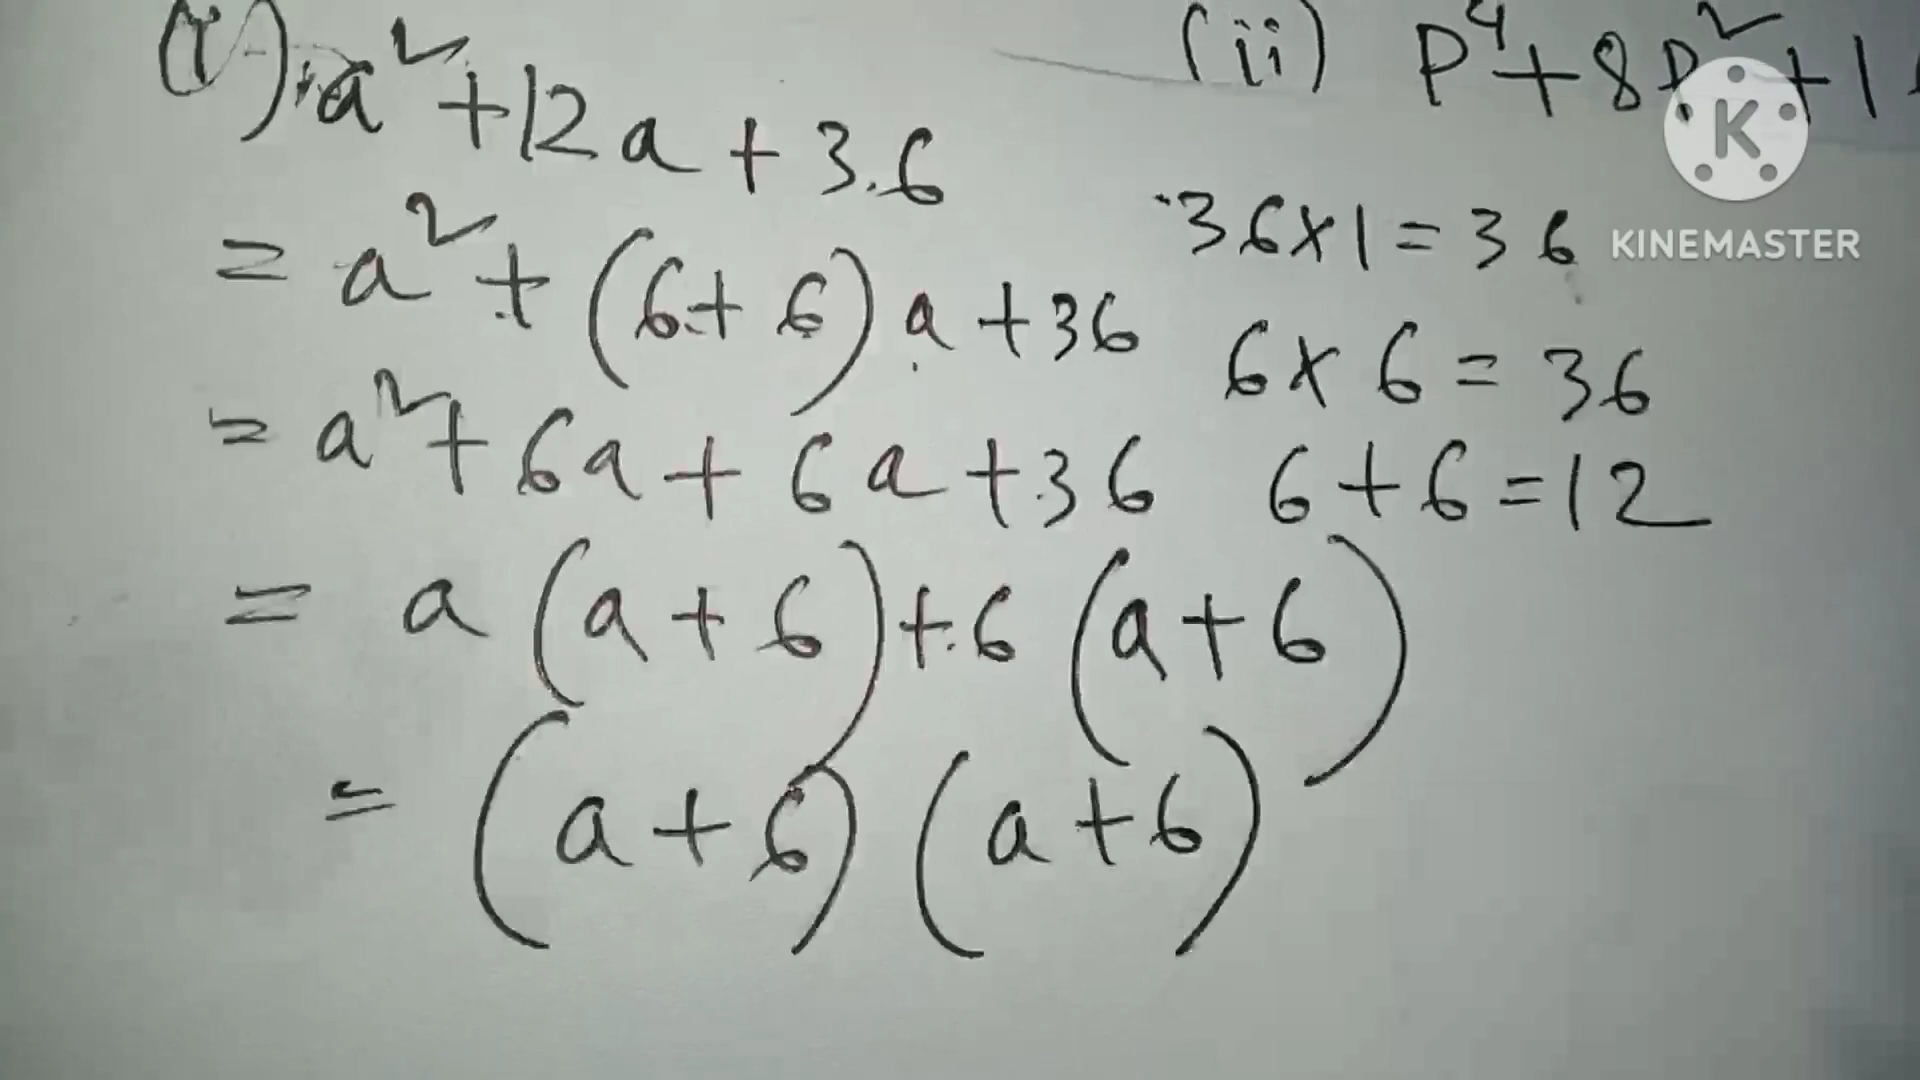 (i) a² + 12a + 36
= a² + (6 + 6) a + 36
= a² + 6a + 6a + 36
= a (a + 6) + 6 (a + 6)
= (a + 6) (a + 6)
36 × 1 = 36
6 × 6 = 36
6 + 6 = 12
(ii) P⁴ + 8P² + 1
K
KINEMASTER